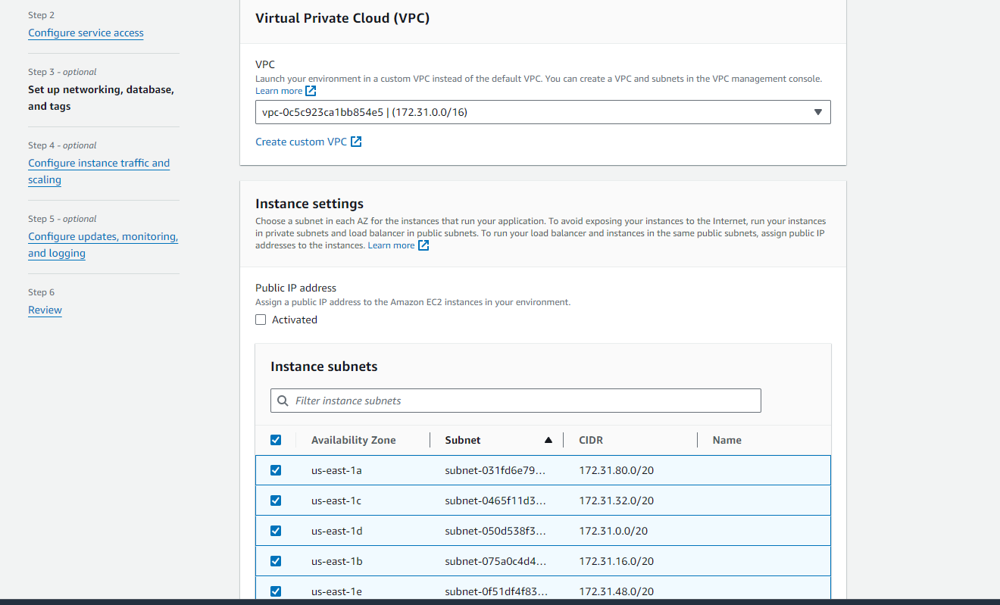 Step 2
Configure service access
Step 3 - optional
Set up networking, database,
and tags
Step 4 - optional
Configure instance traffic and
scaling
Step 5 - optional
Configure updates, monitoring,
and logging
Step 6
Review
Virtual Private Cloud (VPC)
VPC
Launch your environment in a custom VPC instead of the default VPC. You can create a VPC and subnets in the VPC management console.
Learn more
vpc-0c5c923ca1bb854e5 | (172.31.0.0/16)
Create custom VPC
Instance settings
Choose a subnet in each AZ for the instances that run your application. To avoid exposing your instances to the Internet, run your instances
in private subnets and load balancer in public subnets. To run your load balancer and instances in the same public subnets, assign public IP
addresses to the instances. Learn more
Public IP address
Assign a public IP address to the Amazon EC2 instances in your environment.
Activated
Instance subnets
Filter instance subnets
Availability Zone Subnet CIDR Name
us-east-1a subnet-031fd6e79... 172.31.80.0/20
us-east-1c subnet-0465f11d3... 172.31.32.0/20
us-east-1d subnet-050d538f3... 172.31.0.0/20
us-east-1b subnet-075a0c4d4... 172.31.16.0/20
us-east-1e subnet-0f51df4f83... 172.31.48.0/20